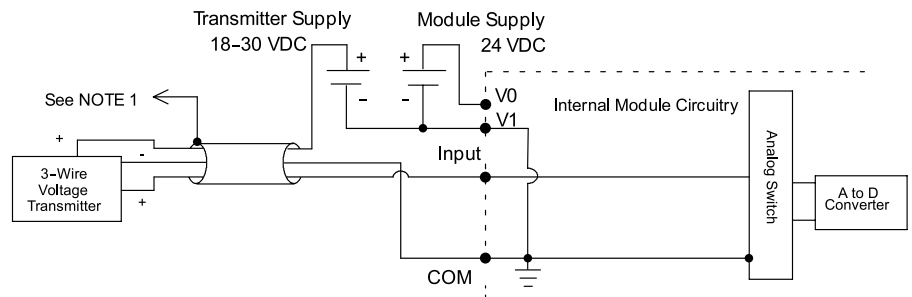 Transmitter Supply
18–30 VDC
Module Supply
24 VDC
+
-
+
-
V0
V1
See NOTE 1
Internal Module Circuitry
+
-
+
3–Wire
Voltage
Transmitter
Input
Analog Switch
A to D
Converter
COM